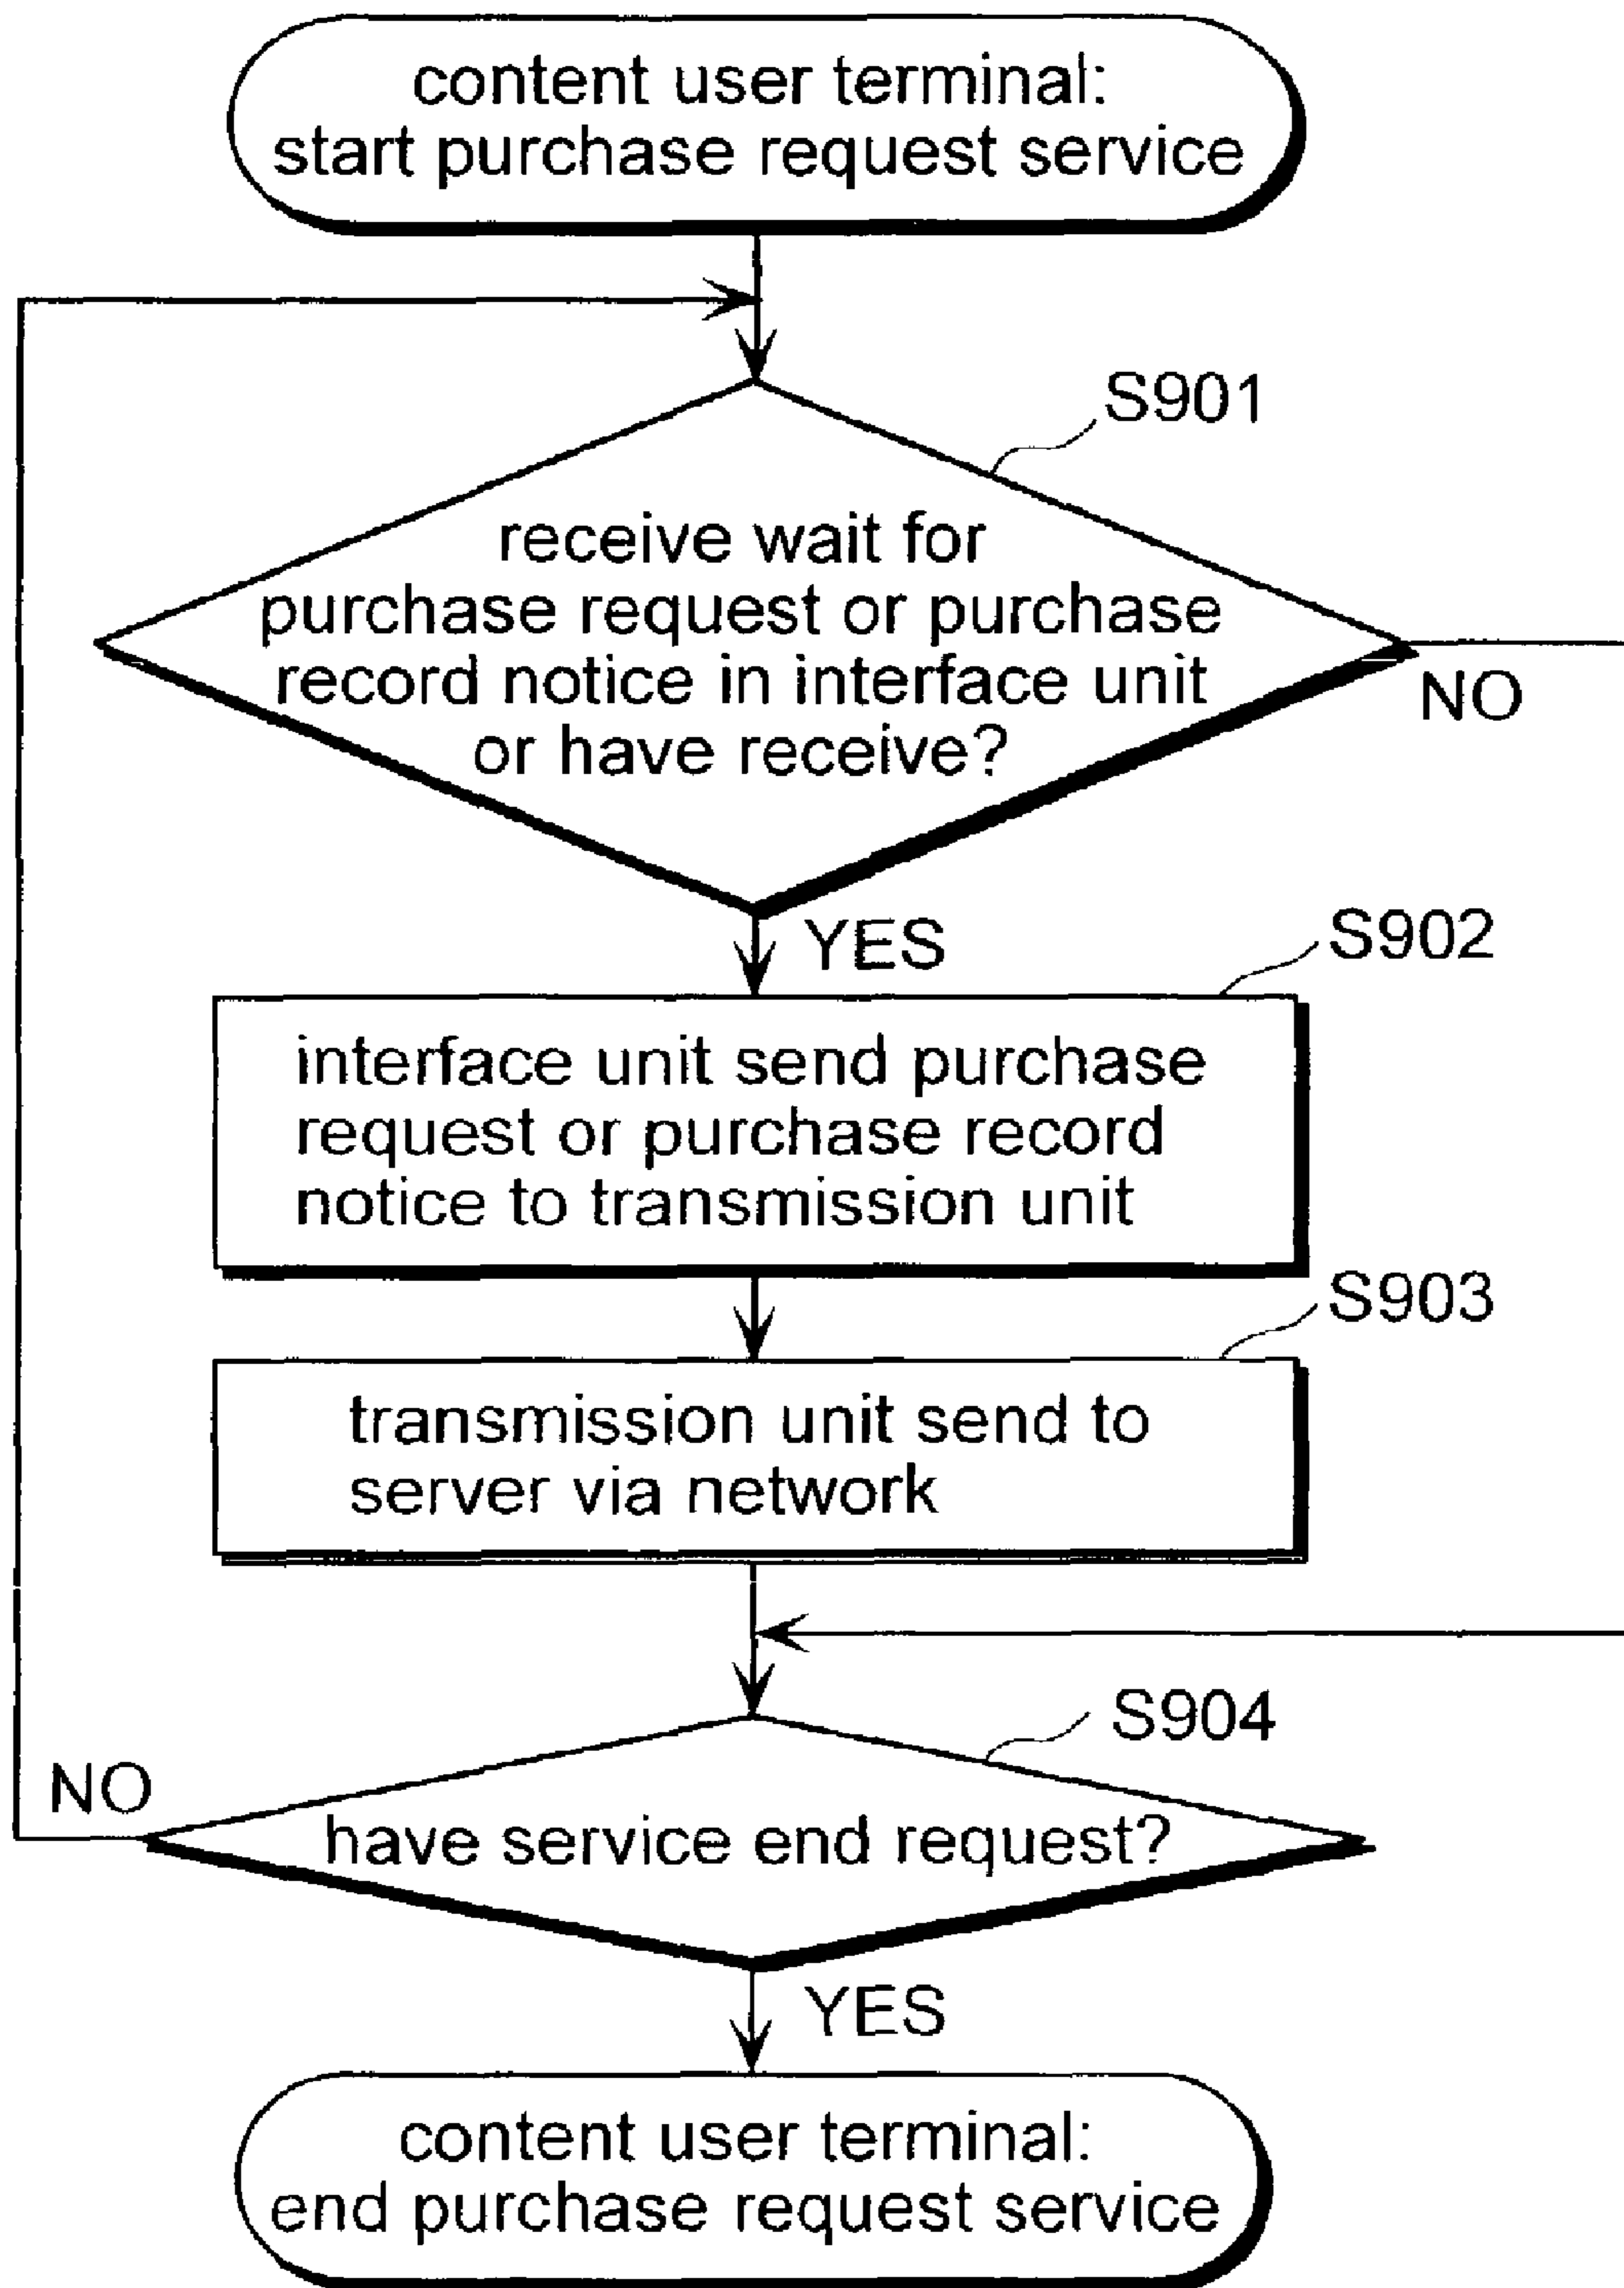 content user terminal:
start purchase request service
S901
receive wait for
purchase request or purchase
record notice in interface unit
or have receive?
NO
YES
S902
interface unit send purchase
request or purchase record
notice to transmission unit
S903
transmission unit send to
server via network
S904
NO
have service end request?
YES
content user terminal:
end purchase request service